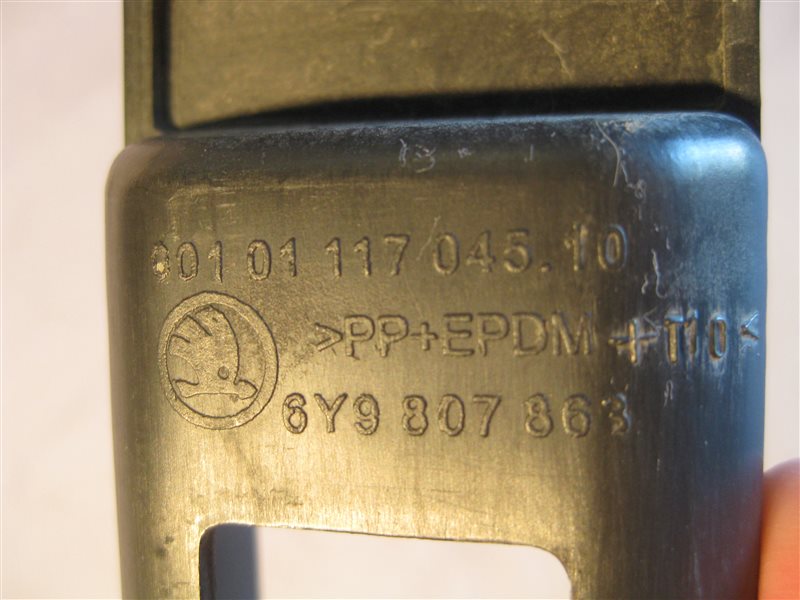 001 01 117 045.10
>PP+EPDM+T10<
6Y9 807 863